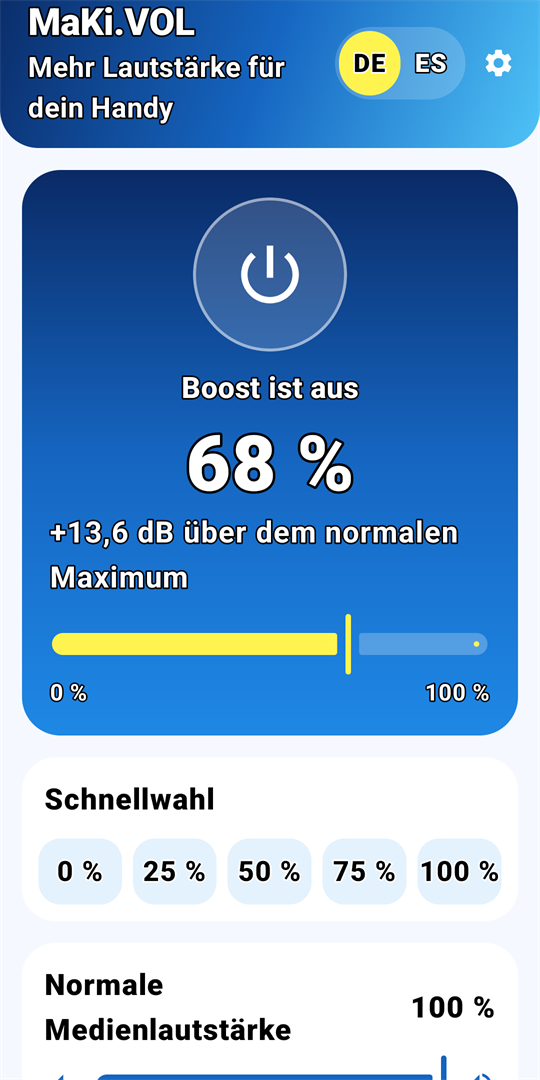 MaKi.VOL
Mehr Lautstärke für
dein Handy
DE ES
Boost ist aus
68 %
+13,6 dB über dem normalen
Maximum
0 % 100 %
Schnellwahl
0 % 25 % 50 % 75 % 100 %
Normale
Medienlautstärke
100 %